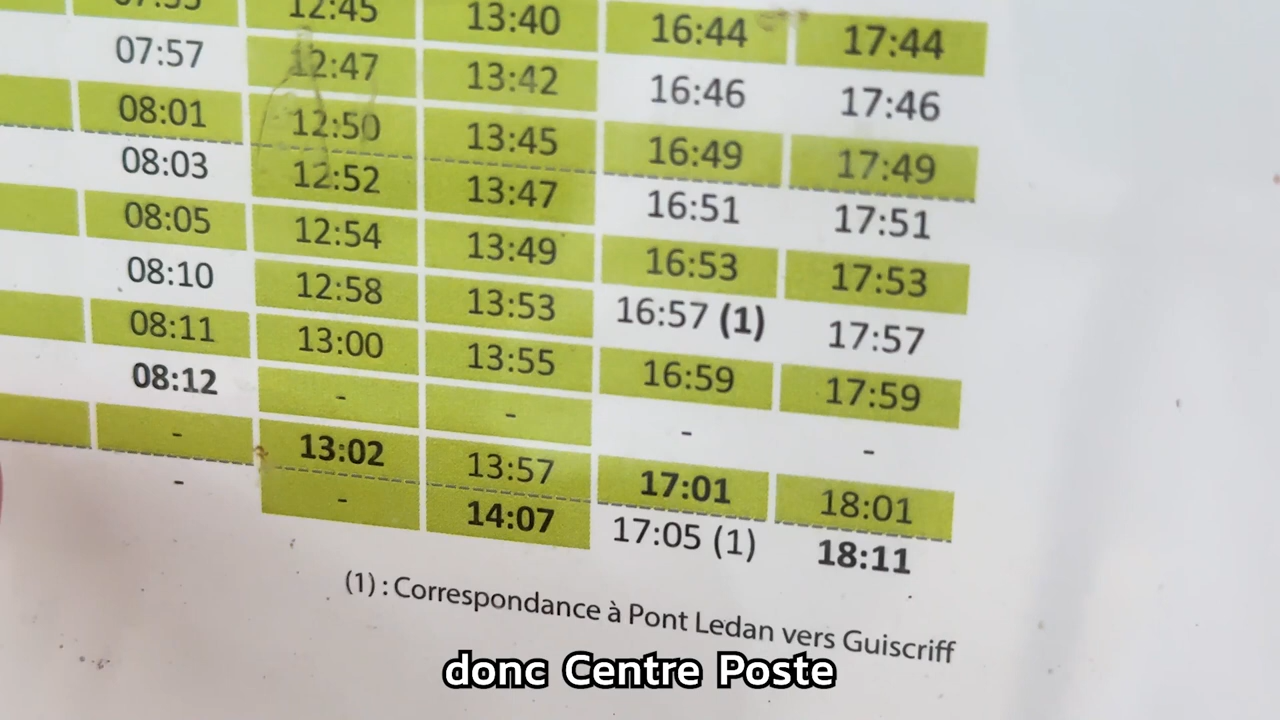 12:45 13:40 16:44 17:44
07:57 12:47 13:42 16:46 17:46
08:01 12:50 13:45 16:49 17:49
08:03 12:52 13:47 16:51 17:51
08:05 12:54 13:49 16:53 17:53
08:10 12:58 13:53 16:57 (1) 17:57
08:11 13:00 13:55 16:59 17:59
08:12 - - - -
- 13:02 13:57 17:01 18:01
- - 14:07 17:05 (1) 18:11
(1) : Correspondance à Pont Ledan vers Guiscriff
donc Centre Poste